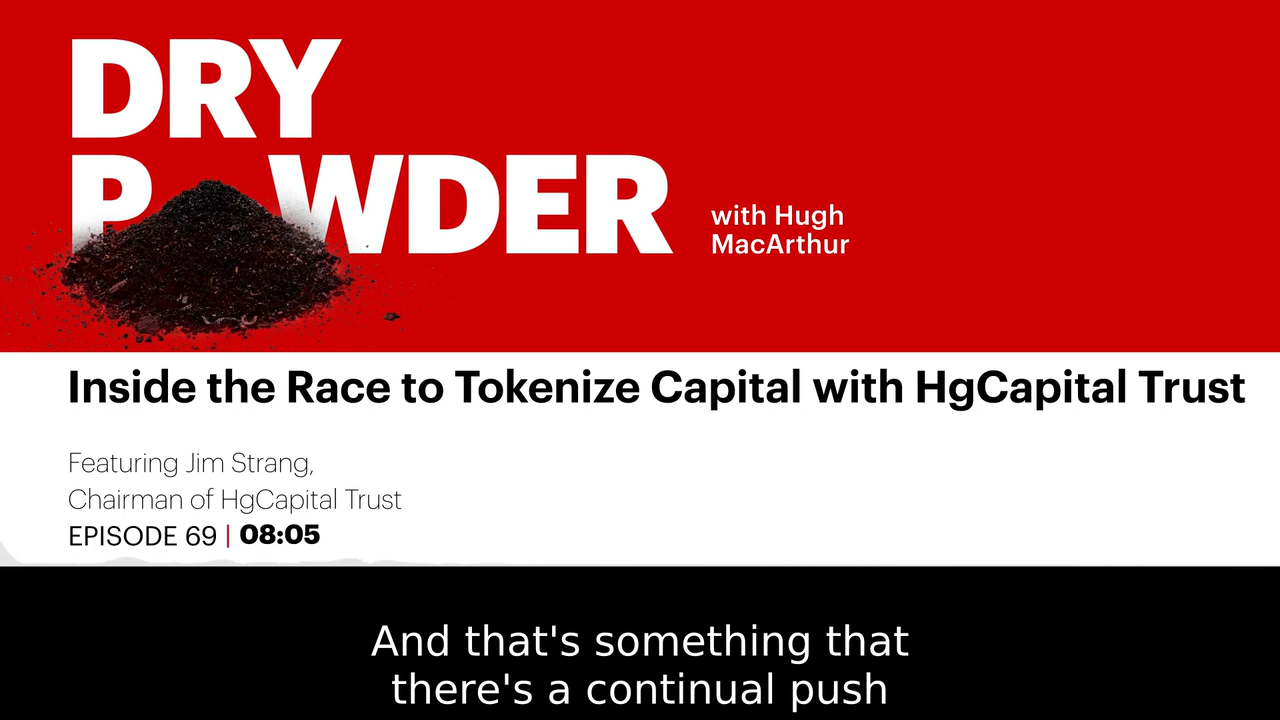 DRY
POWDER
with Hugh
MacArthur
Inside the Race to Tokenize Capital with HgCapital Trust
Featuring Jim Strang,
Chairman of HgCapital Trust
EPISODE 69 | 08:05
And that's something that
there's a continual push